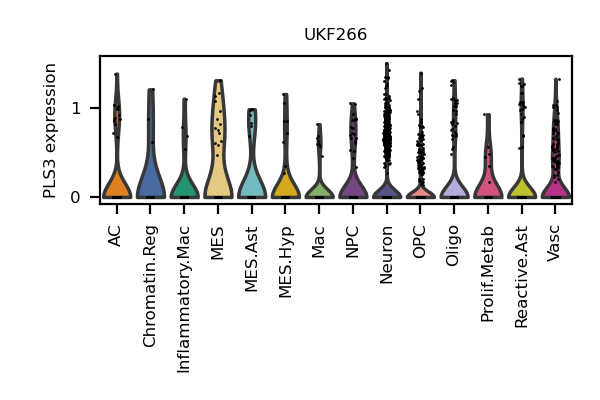 UKF266
PLS3 expression
1
0
AC
Chromatin.Reg
Inflammatory.Mac
MES
MES.Ast
MES.Hyp
Mac
NPC
Neuron
OPC
Oligo
Prolif.Metab
Reactive.Ast
Vasc